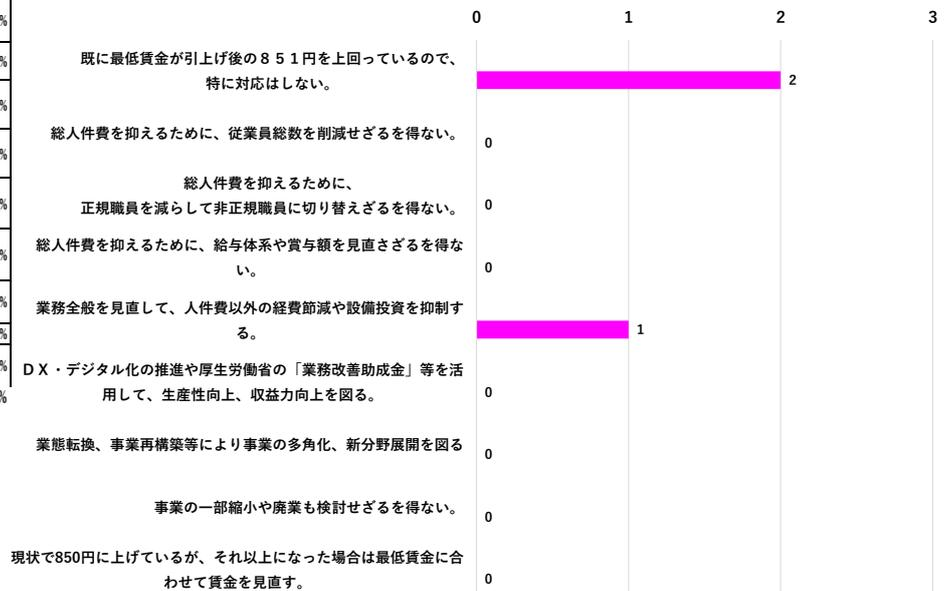 0 1 2 3
%
既に最低賃金が引上げ後の８５１円を上回っているので、
特に対応はしない。
2
%
%
総人件費を抑えるために、従業員総数を削減せざるを得ない。
0
%
総人件費を抑えるために、
正規職員を減らして非正規職員に切り替えざるを得ない。
0
%
総人件費を抑えるために、給与体系や賞与額を見直さざるを得な
い。
0
%
業務全般を見直して、人件費以外の経費節減や設備投資を抑制す
る。
1
%
%
ＤＸ・デジタル化の推進や厚生労働省の「業務改善助成金」等を活
用して、生産性向上、収益力向上を図る。
0
%
%
業態転換、事業再構築等により事業の多角化、新分野展開を図る
0
事業の一部縮小や廃業も検討せざるを得ない。
0
現状で850円に上げているが、それ以上になった場合は最低賃金に合
わせて賃金を見直す。
0